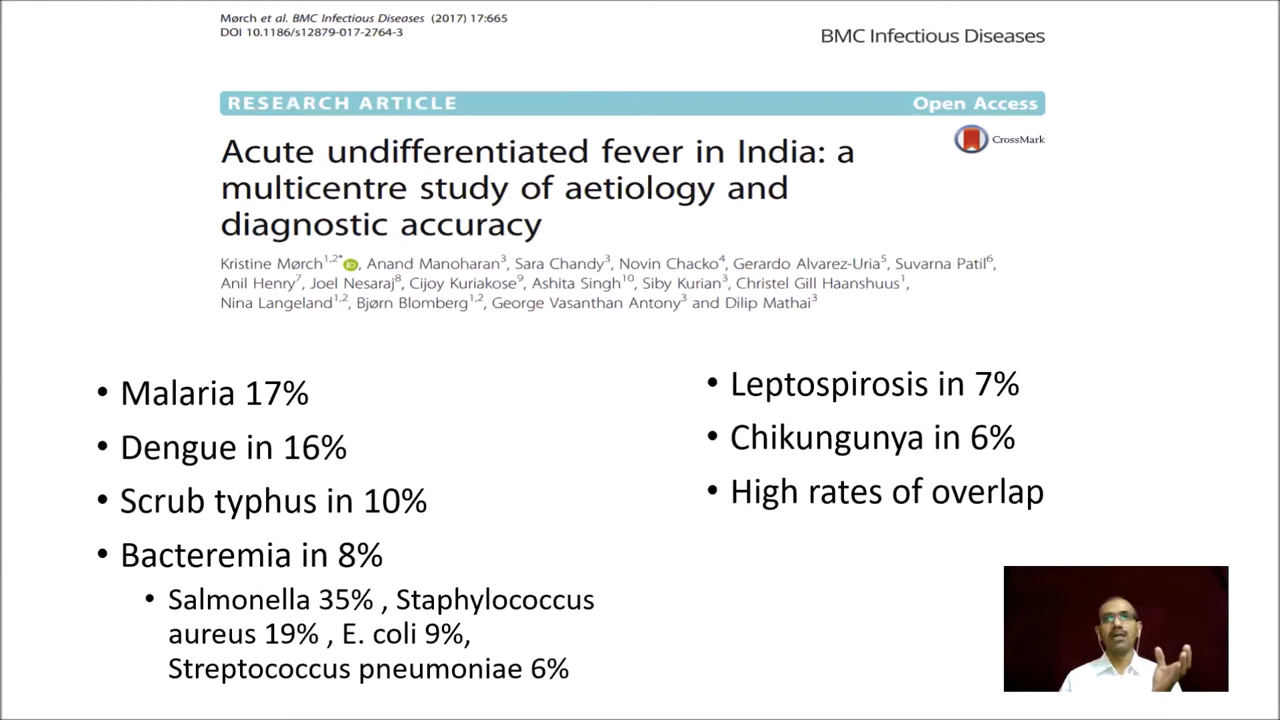 Mørch et al. BMC Infectious Diseases (2017) 17:665
DOI 10.1186/s12879-017-2764-3
BMC Infectious Diseases
RESEARCH ARTICLE
Open Access
CrossMark
Acute undifferentiated fever in India: a
multicentre study of aetiology and
diagnostic accuracy
Kristine Mørch1,2*, Anand Manoharan3, Sara Chandy3, Novin Chacko4, Gerardo Alvarez-Uria5, Suvarna Patil6,
Anil Henry7, Joel Nesaraj8, Cijoy Kuriakose9, Ashita Singh10, Siby Kurian3, Christel Gill Haanshuus1,
Nina Langeland1,2, Bjørn Blomberg1,2, George Vasanthan Antony3 and Dilip Mathai3
• Malaria 17%
• Dengue in 16%
• Scrub typhus in 10%
• Bacteremia in 8%
• Salmonella 35% , Staphylococcus
aureus 19% , E. coli 9%,
Streptococcus pneumoniae 6%
• Leptospirosis in 7%
• Chikungunya in 6%
• High rates of overlap